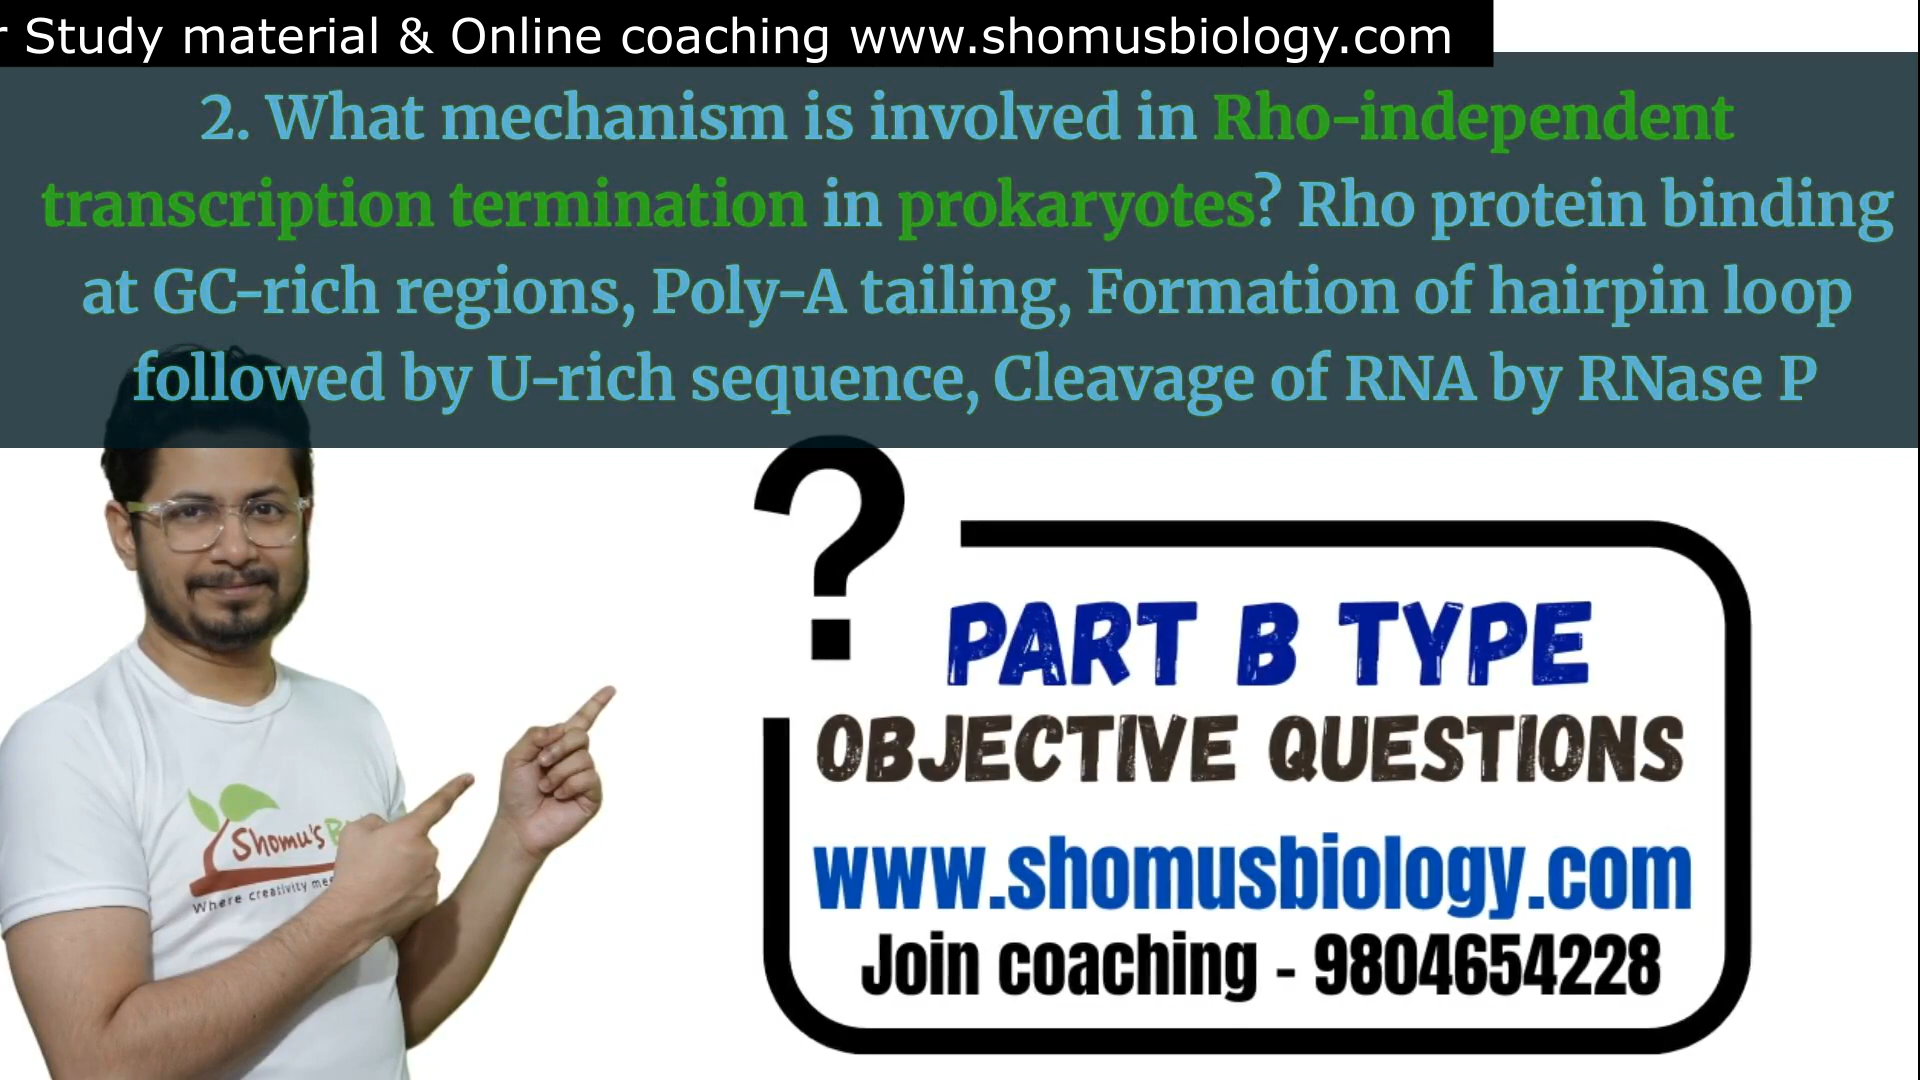 r Study material & Online coaching www.shomusbiology.com
2. What mechanism is involved in Rho-independent
transcription termination in prokaryotes? Rho protein binding
at GC-rich regions, Poly-A tailing, Formation of hairpin loop
followed by U-rich sequence, Cleavage of RNA by RNase P
?
PART B TYPE
OBJECTIVE QUESTIONS
www.shomusbiology.com
Join coaching - 9804654228
Shomu's B
Where creativity mee